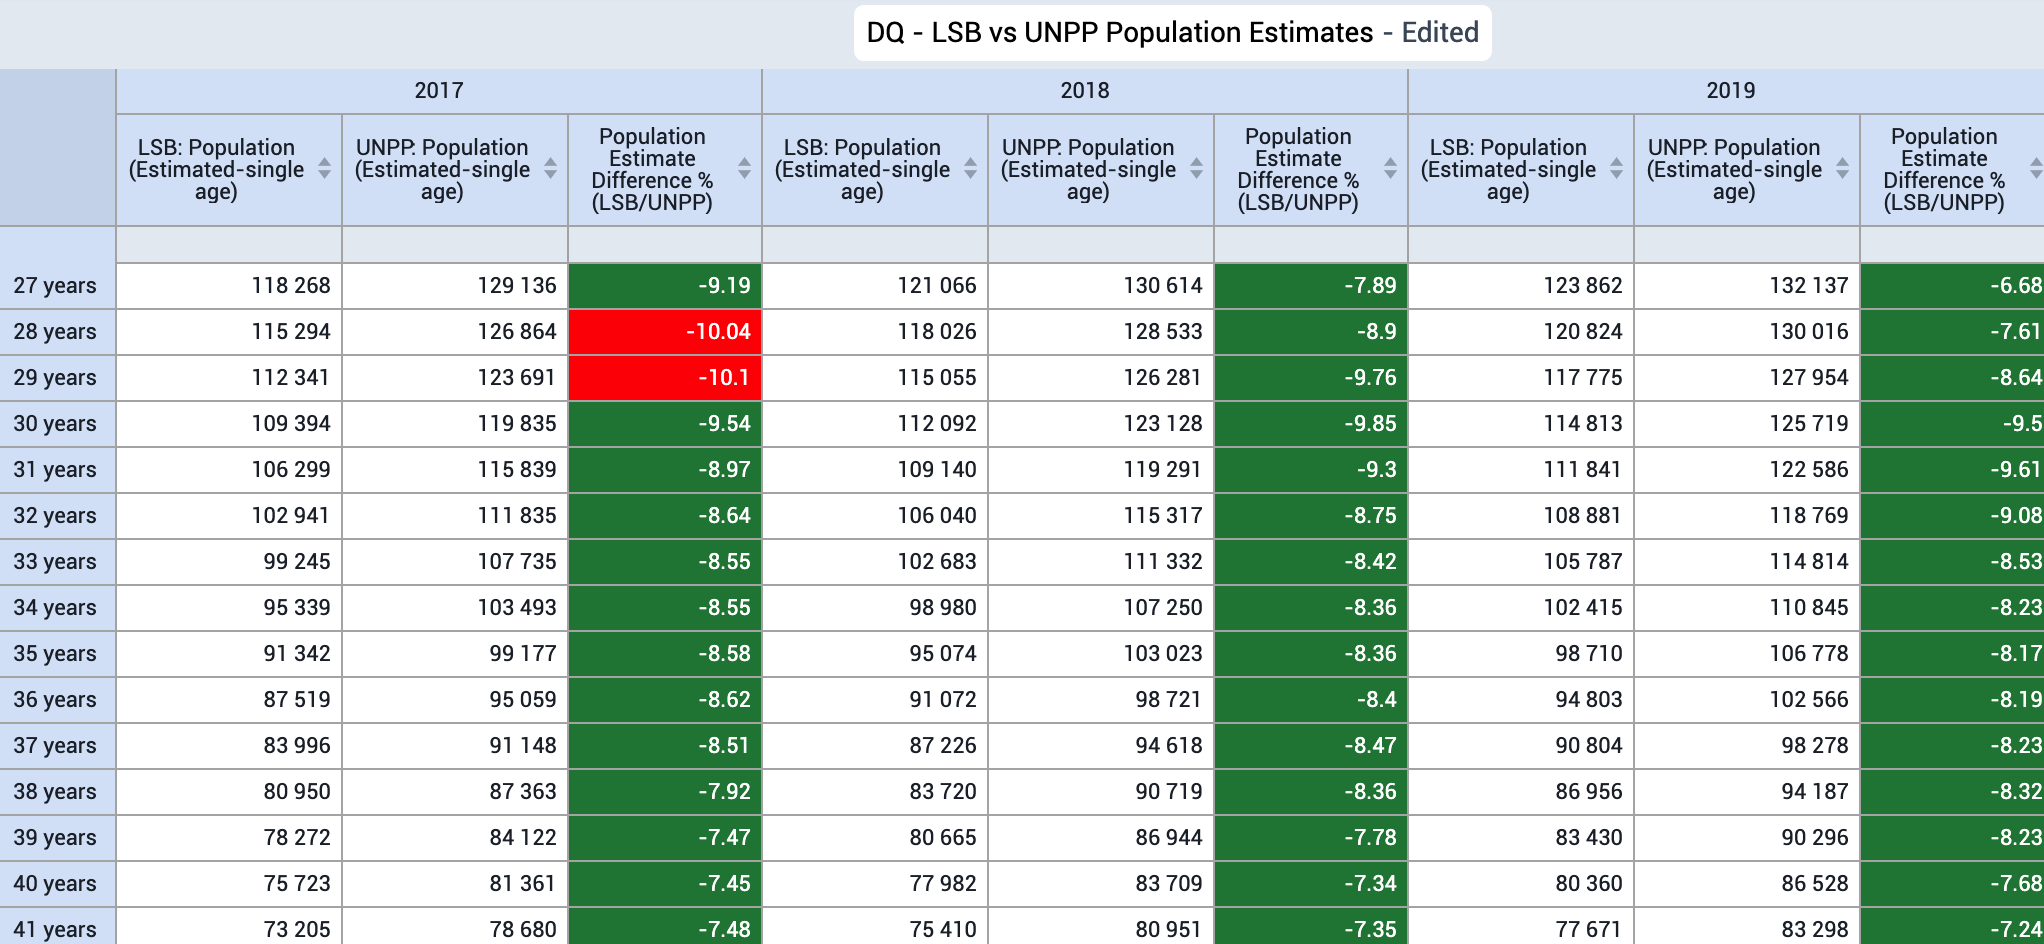 DQ - LSB vs UNPP Population Estimates - Edited
2017 2018 2019
LSB: Population (Estimated-single age) UNPP: Population (Estimated-single age) Population Estimate Difference % (LSB/UNPP) LSB: Population (Estimated-single age) UNPP: Population (Estimated-single age) Population Estimate Difference % (LSB/UNPP) LSB: Population (Estimated-single age) UNPP: Population (Estimated-single age) Population Estimate Difference % (LSB/UNPP)
27 years 118 268 129 136 -9.19 121 066 130 614 -7.89 123 862 132 137 -6.68
28 years 115 294 126 864 -10.04 118 026 128 533 -8.9 120 824 130 016 -7.61
29 years 112 341 123 691 -10.1 115 055 126 281 -9.76 117 775 127 954 -8.64
30 years 109 394 119 835 -9.54 112 092 123 128 -9.85 114 813 125 719 -9.5
31 years 106 299 115 839 -8.97 109 140 119 291 -9.3 111 841 122 586 -9.61
32 years 102 941 111 835 -8.64 106 040 115 317 -8.75 108 881 118 769 -9.08
33 years 99 245 107 735 -8.55 102 683 111 332 -8.42 105 787 114 814 -8.53
34 years 95 339 103 493 -8.55 98 980 107 250 -8.36 102 415 110 845 -8.23
35 years 91 342 99 177 -8.58 95 074 103 023 -8.36 98 710 106 778 -8.17
36 years 87 519 95 059 -8.62 91 072 98 721 -8.4 94 803 102 566 -8.19
37 years 83 996 91 148 -8.51 87 226 94 618 -8.47 90 804 98 278 -8.23
38 years 80 950 87 363 -7.92 83 720 90 719 -8.36 86 956 94 187 -8.32
39 years 78 272 84 122 -7.47 80 665 86 944 -7.78 83 430 90 296 -8.23
40 years 75 723 81 361 -7.45 77 982 83 709 -7.34 80 360 86 528 -7.68
41 years 73 205 78 680 -7.48 75 410 80 951 -7.35 77 671 83 298 -7.24